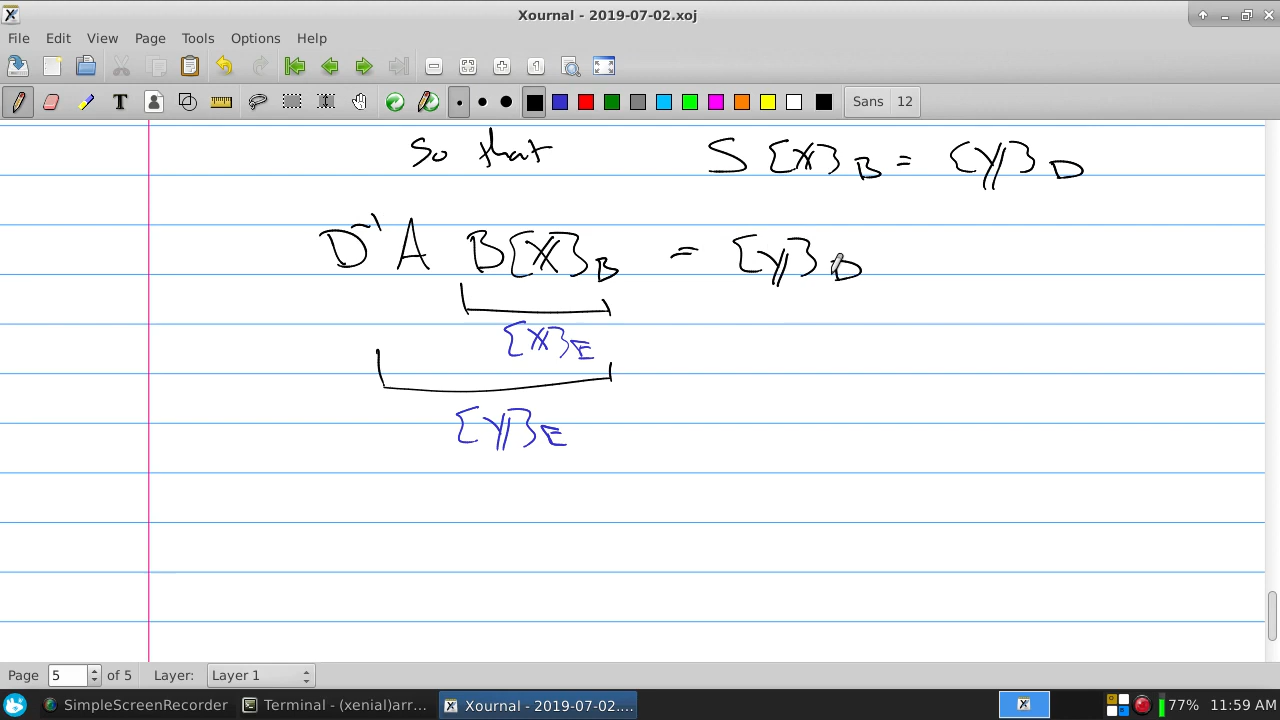 Xournal - 2019-07-02.xoj
File Edit View Page Tools Options Help
Sans 12
So that S [X]_B = [Y]_D
D⁻¹ A B[X]_B = [Y]_D
[X]_E
[Y]_E
Page 5 of 5 Layer: Layer 1
SimpleScreenRecorder Terminal - (xenial)arr... Xournal - 2019-07-02.... 77% 11:59 AM